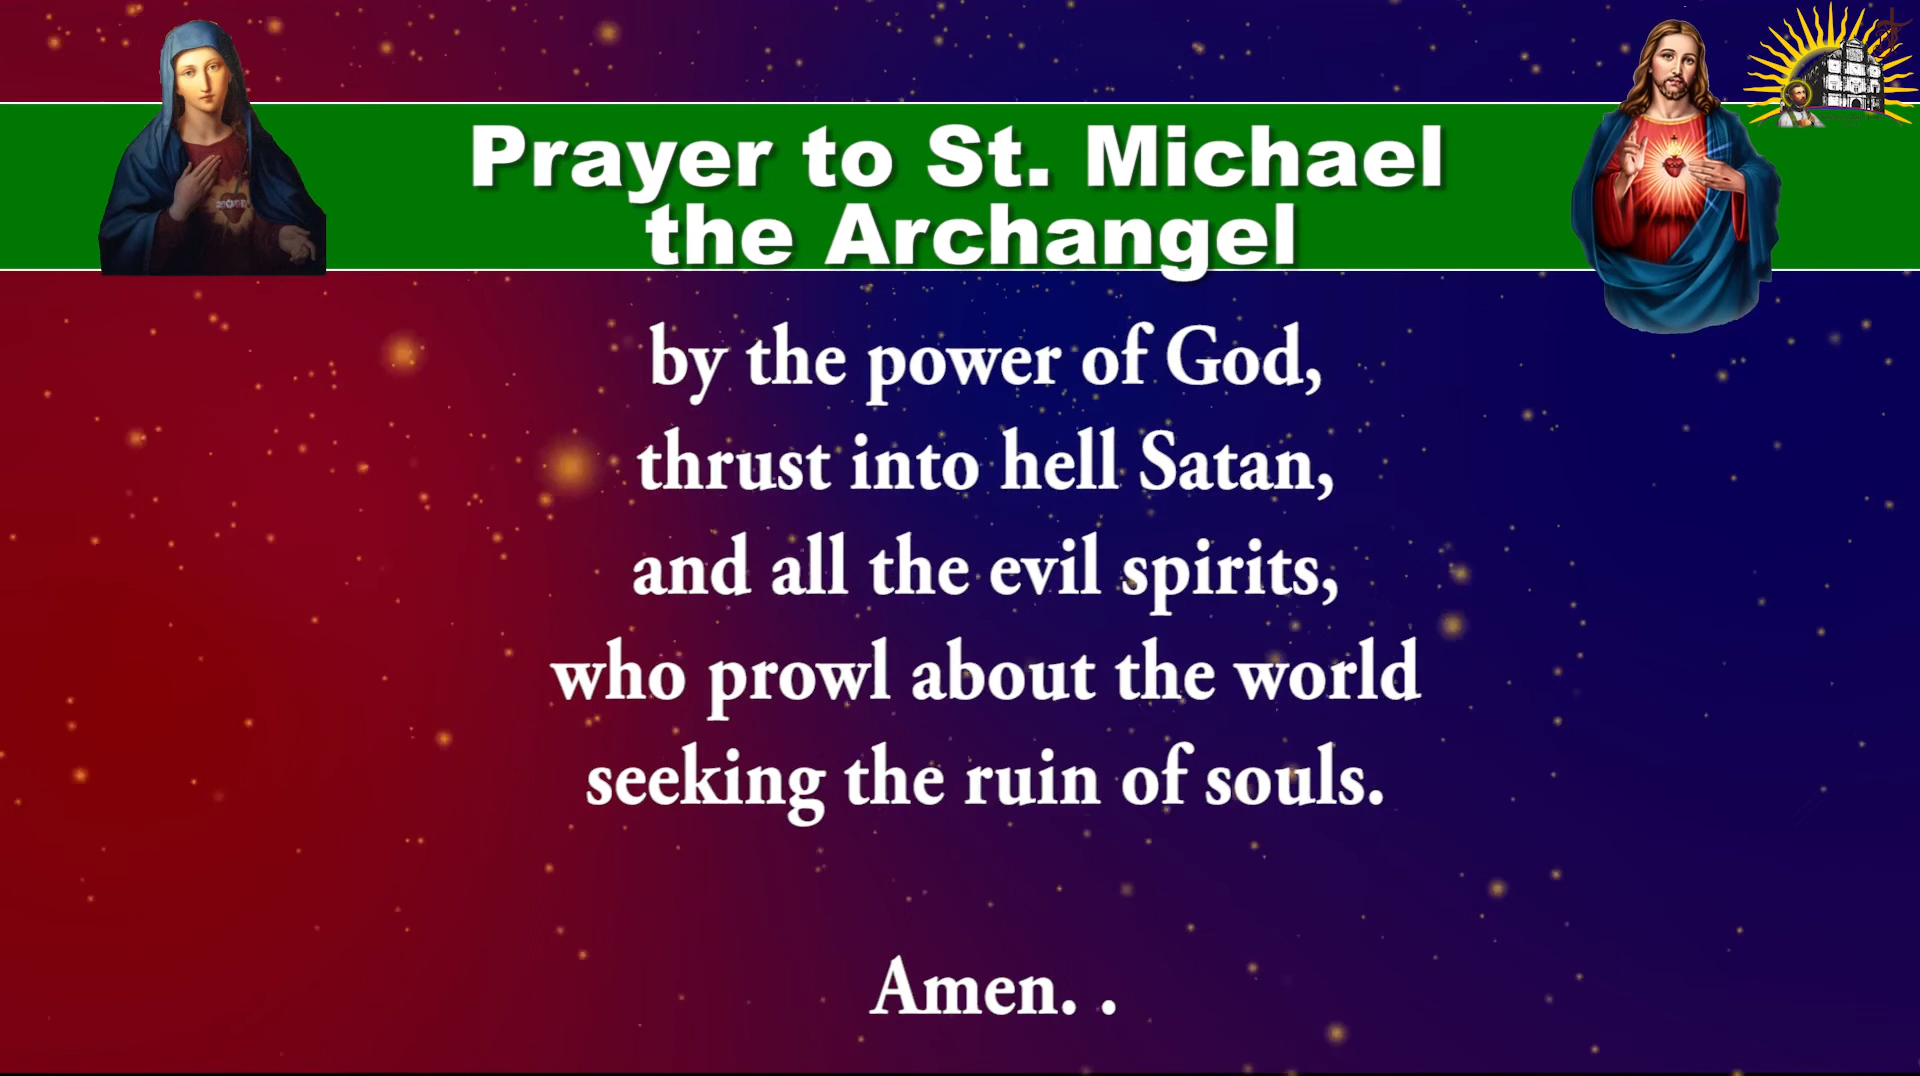 Prayer to St. Michael
the Archangel
by the power of God,
thrust into hell Satan,
and all the evil spirits,
who prowl about the world
seeking the ruin of souls.
Amen. .